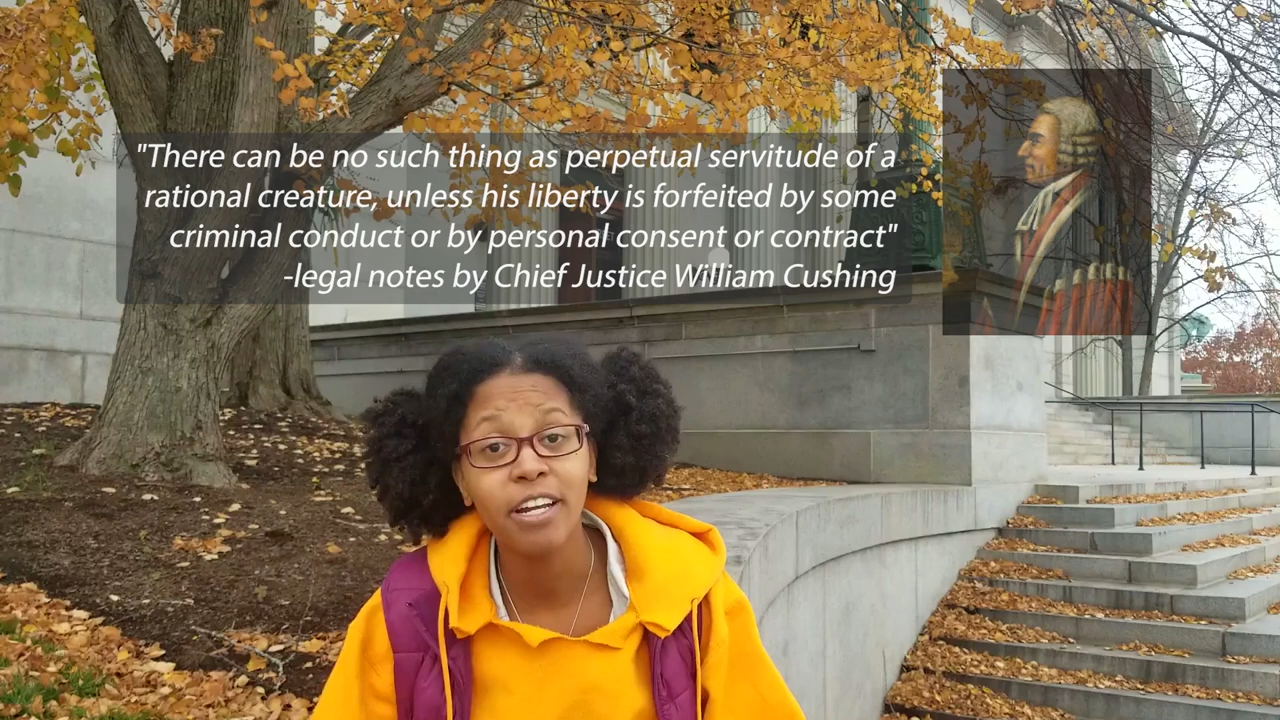 "There can be no such thing as perpetual servitude of a
rational creature, unless his liberty is forfeited by some
criminal conduct or by personal consent or contract"
-legal notes by Chief Justice William Cushing